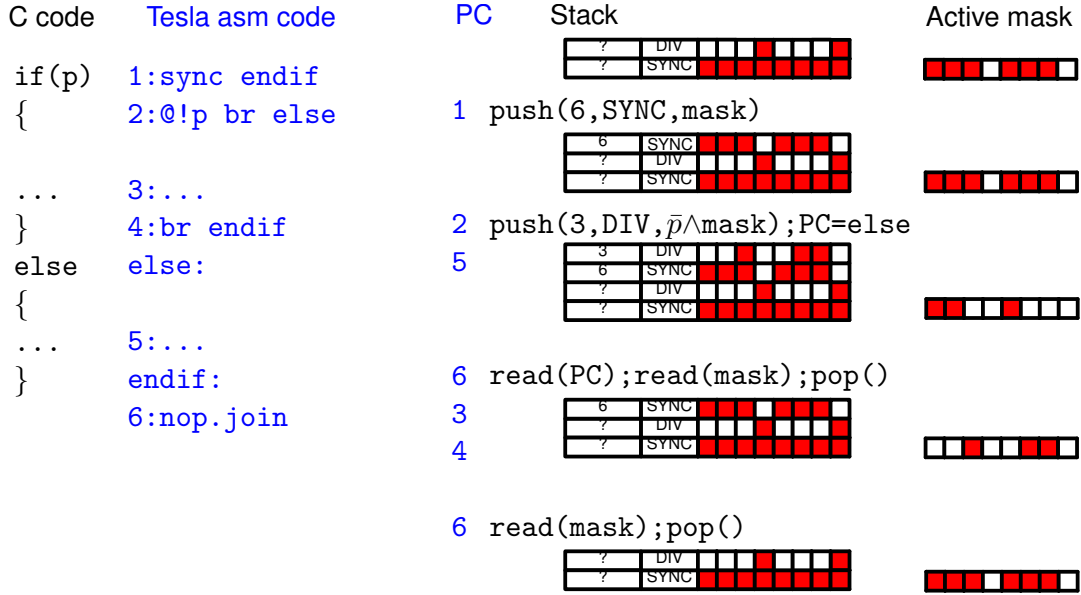 C code Tesla asm code PC Stack Active mask
? DIV
? SYNC
if(p) 1:sync endif
{ 2:@!p br else 1 push(6,SYNC,mask)
6 SYNC
? DIV
? SYNC
... 3:...
} 4:br endif 2 push(3,DIV,p̄∧mask);PC=else
else else: 5
3 DIV
6 SYNC
? DIV
? SYNC
{
... 5:...
} endif: 6 read(PC);read(mask);pop()
6:nop.join 3
4
6 SYNC
? DIV
? SYNC
6 read(mask);pop()
? DIV
? SYNC